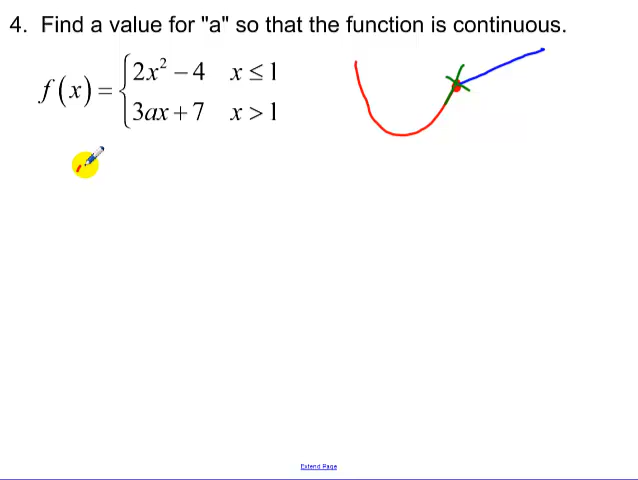 4. Find a value for "a" so that the function is continuous.
f(x) = { 2x² − 4 x ≤ 1
3ax + 7 x > 1
Extend Page